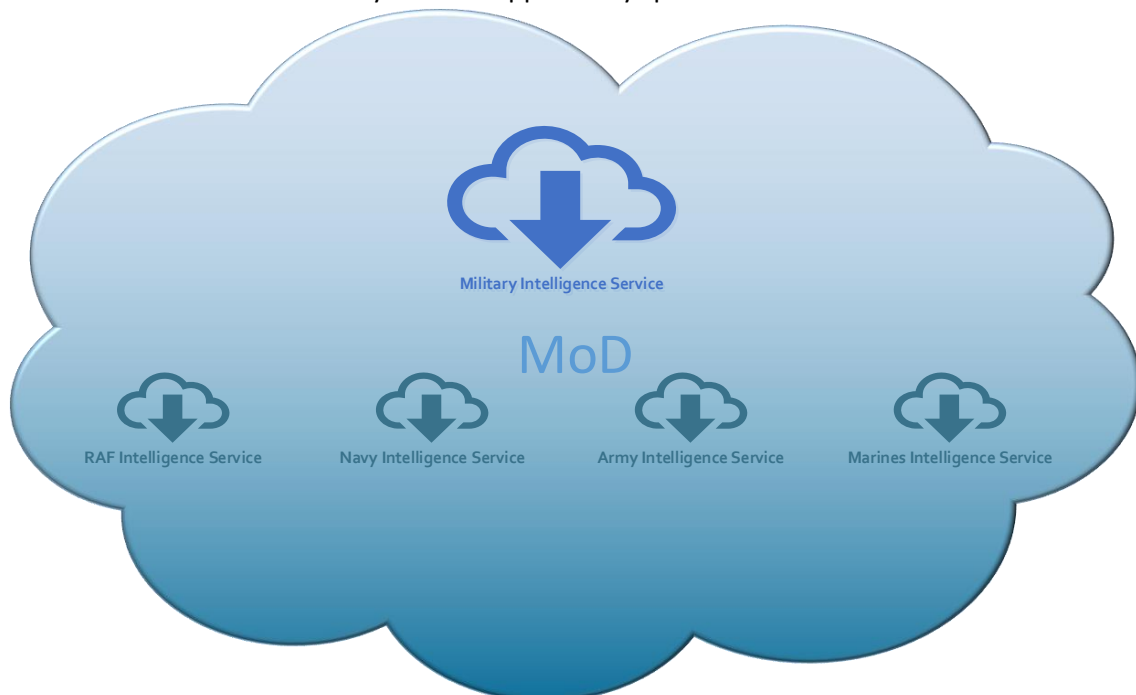 Military Intelligence Service
MoD
RAF Intelligence Service
Navy Intelligence Service
Army Intelligence Service
Marines Intelligence Service